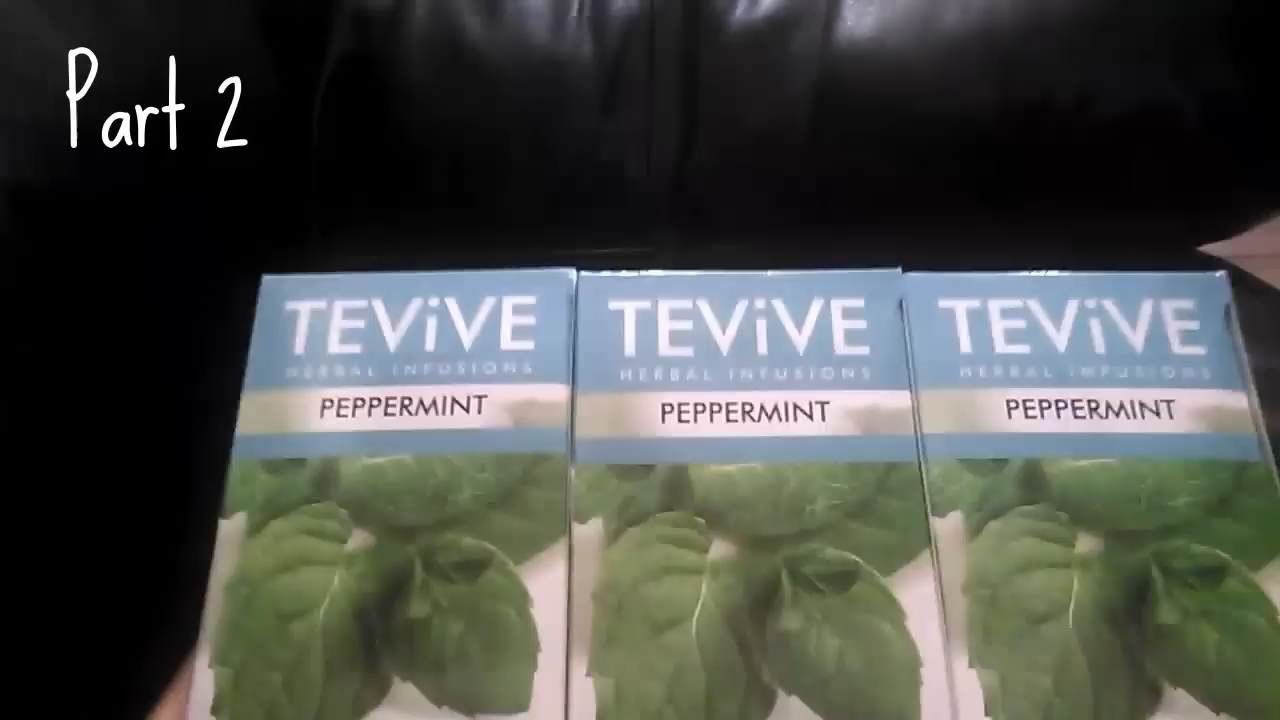 Part 2
TEViVE
HERBAL INFUSIONS
PEPPERMINT
TEViVE
HERBAL INFUSIONS
PEPPERMINT
TEViVE
HERBAL INFUSIONS
PEPPERMINT